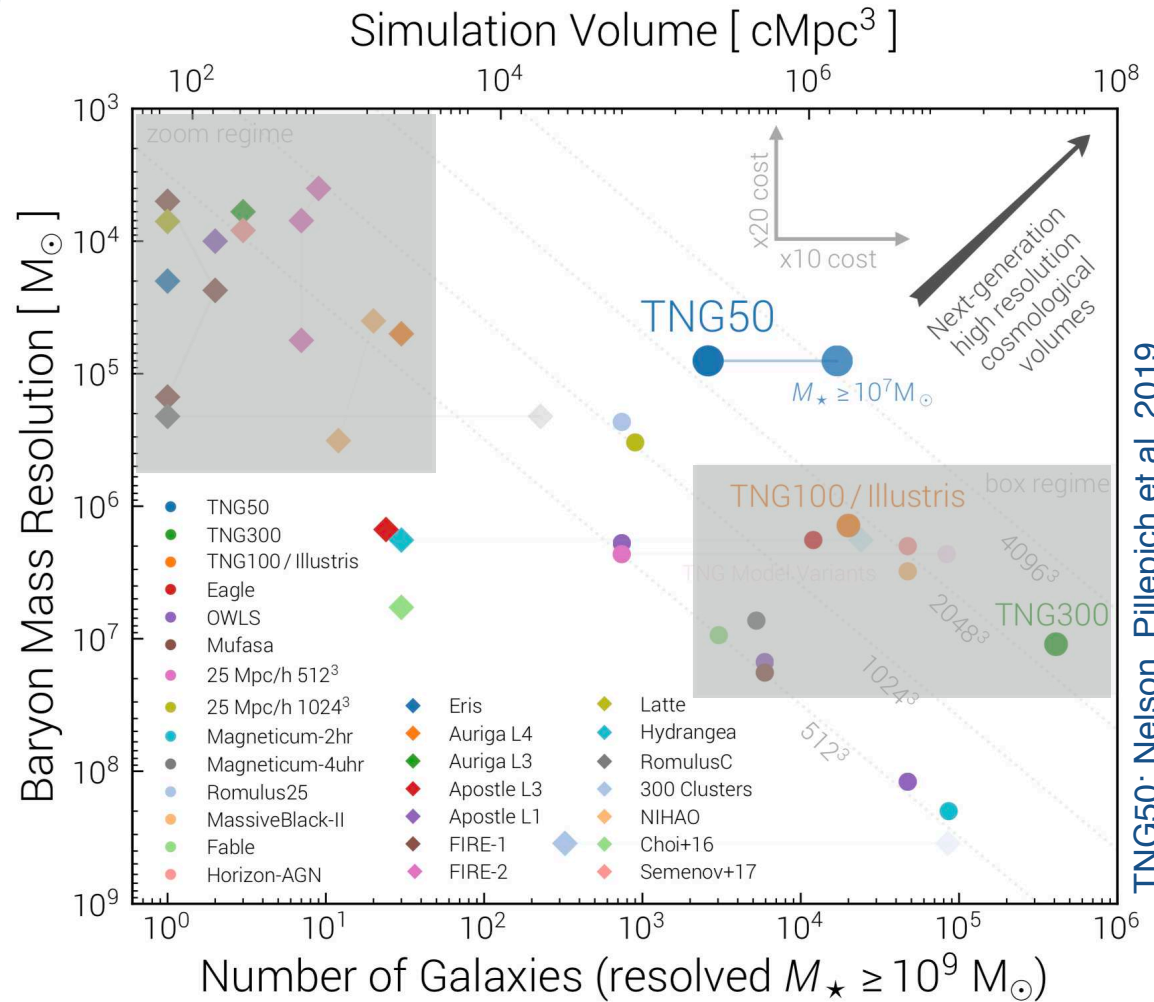 Simulation Volume [ cMpc³ ]
10² 10⁴ 10⁶ 10⁸
Baryon Mass Resolution [ M☉ ]
10³
10⁴
10⁵
10⁶
10⁷
10⁸
10⁹
zoom regime
x20 cost
x10 cost
Next-generation
high resolution
cosmological
volumes
TNG50
M⋆ ≥ 10⁷M☉
TNG100 / Illustris
box regime
TNG Model Variants
TNG300
4096³
2048³
1024³
512³
TNG50
TNG300
TNG100 / Illustris
Eagle
OWLS
Mufasa
25 Mpc/h 512³
25 Mpc/h 1024³
Magneticum-2hr
Magneticum-4uhr
Romulus25
MassiveBlack-II
Fable
Horizon-AGN
Eris
Auriga L4
Auriga L3
Apostle L3
Apostle L1
FIRE-1
FIRE-2
Latte
Hydrangea
RomulusC
300 Clusters
NIHAO
Choi+16
Semenov+17
10⁰ 10¹ 10² 10³ 10⁴ 10⁵ 10⁶
Number of Galaxies (resolved M⋆ ≥ 10⁹ M☉)
TNG50: Nelson, Pillepich et al. 2019